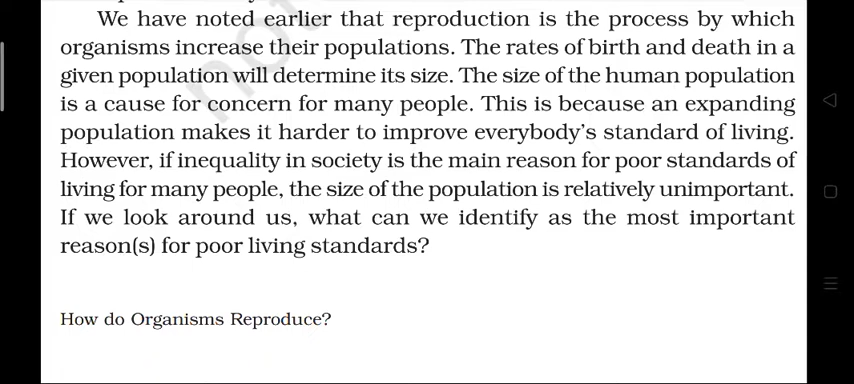 We have noted earlier that reproduction is the process by which
organisms increase their populations. The rates of birth and death in a
given population will determine its size. The size of the human population
is a cause for concern for many people. This is because an expanding
population makes it harder to improve everybody's standard of living.
However, if inequality in society is the main reason for poor standards of
living for many people, the size of the population is relatively unimportant.
If we look around us, what can we identify as the most important
reason(s) for poor living standards?
How do Organisms Reproduce?